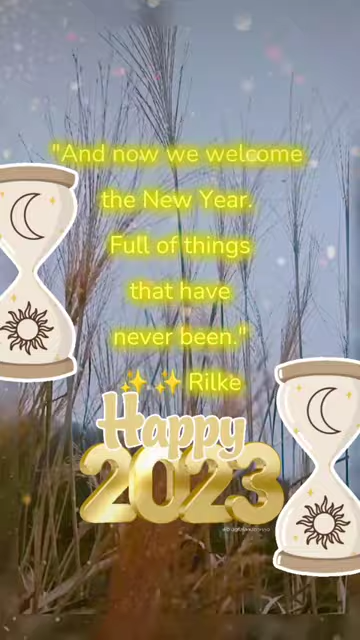 "And now we welcome
the New Year.
Full of things
that have
never been."
✨✨ Rilke
Happy
2023